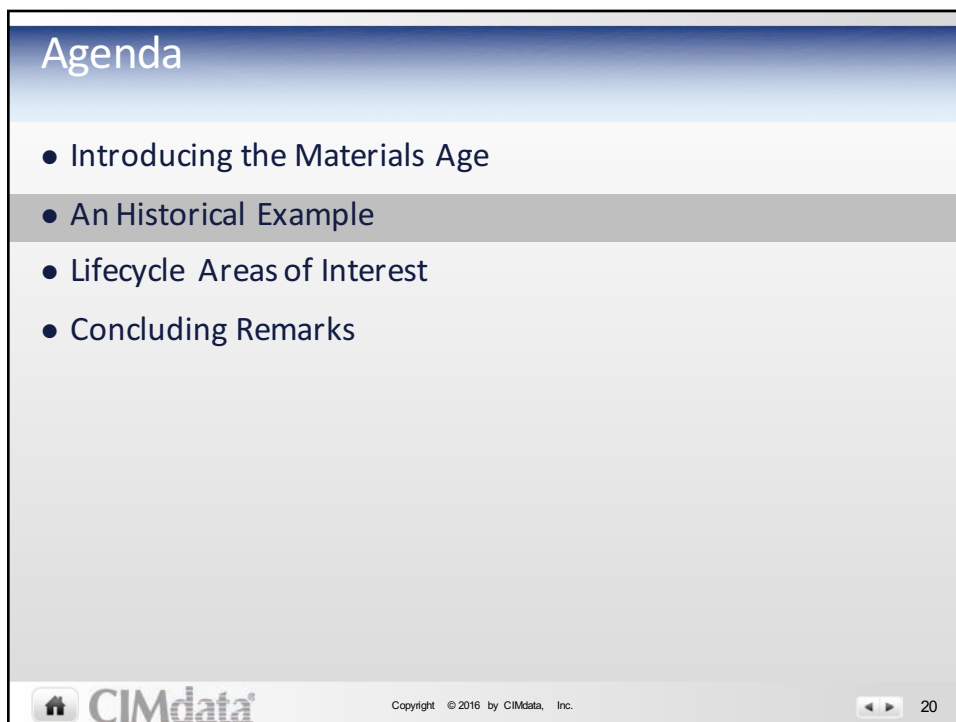 Agenda
● Introducing the Materials Age
● An Historical Example
● Lifecycle Areas of Interest
● Concluding Remarks
CIMdata® Copyright © 2016 by CIMdata, Inc. 20